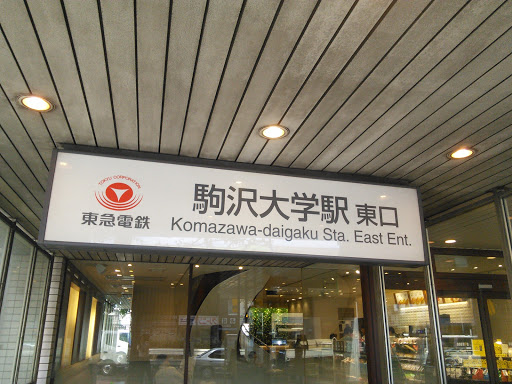 TOKYU CORPORATION
東急電鉄
駒沢大学駅 東口
Komazawa-daigaku Sta. East Ent.